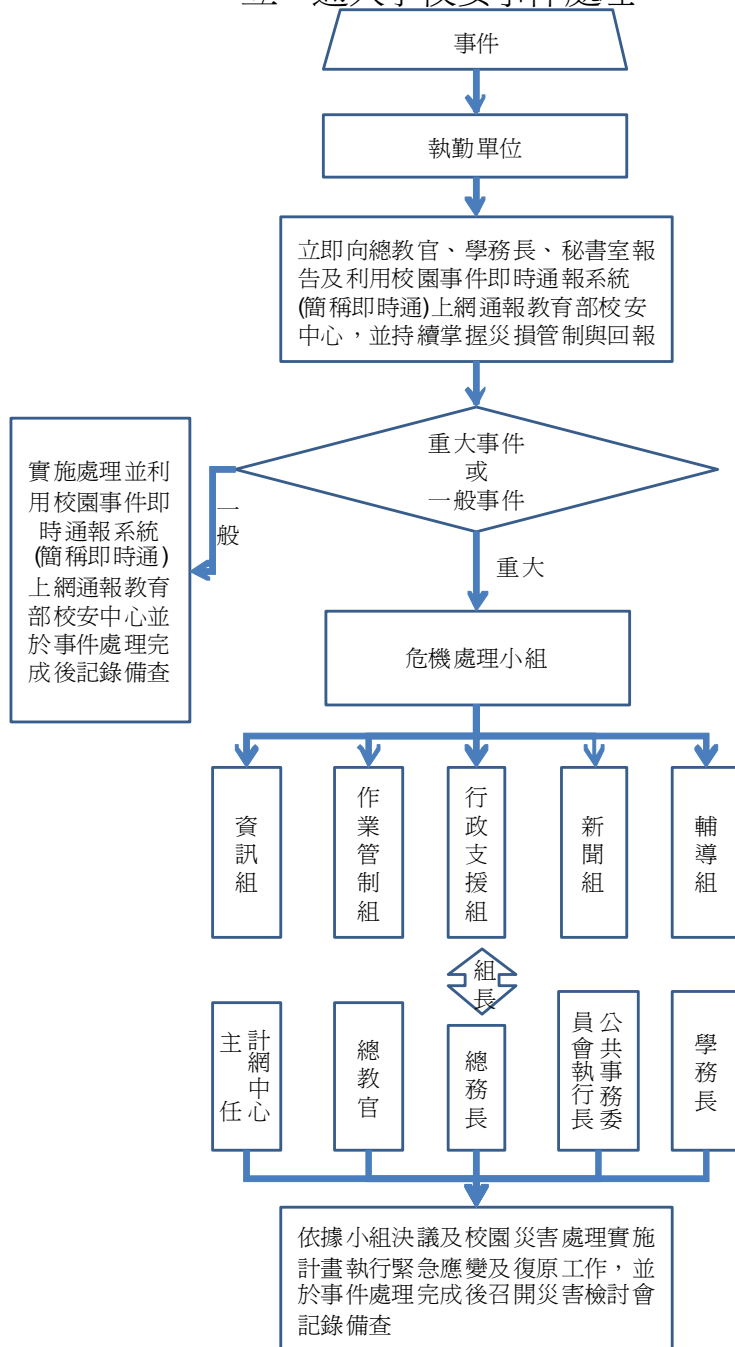 事件
執勤單位
立即向總教官、學務長、秘書室報
告及利用校園事件即時通報系統
(簡稱即時通)上網通報教育部校安
中心，並持續掌握災損管制與回報
重大事件
或
一般事件
一般
實施處理並利
用校園事件即
時通報系統
(簡稱即時通)
上網通報教育
部校安中心並
於事件處理完
成後記錄備查
重大
危機處理小組
資訊組
作業管制組
行政支援組
新聞組
輔導組
組長
計網中心
主任
總教官
總務長
公共事務委
員會執行長
學務長
依據小組決議及校園災害處理實施
計畫執行緊急應變及復原工作，並
於事件處理完成後召開災害檢討會
記錄備查